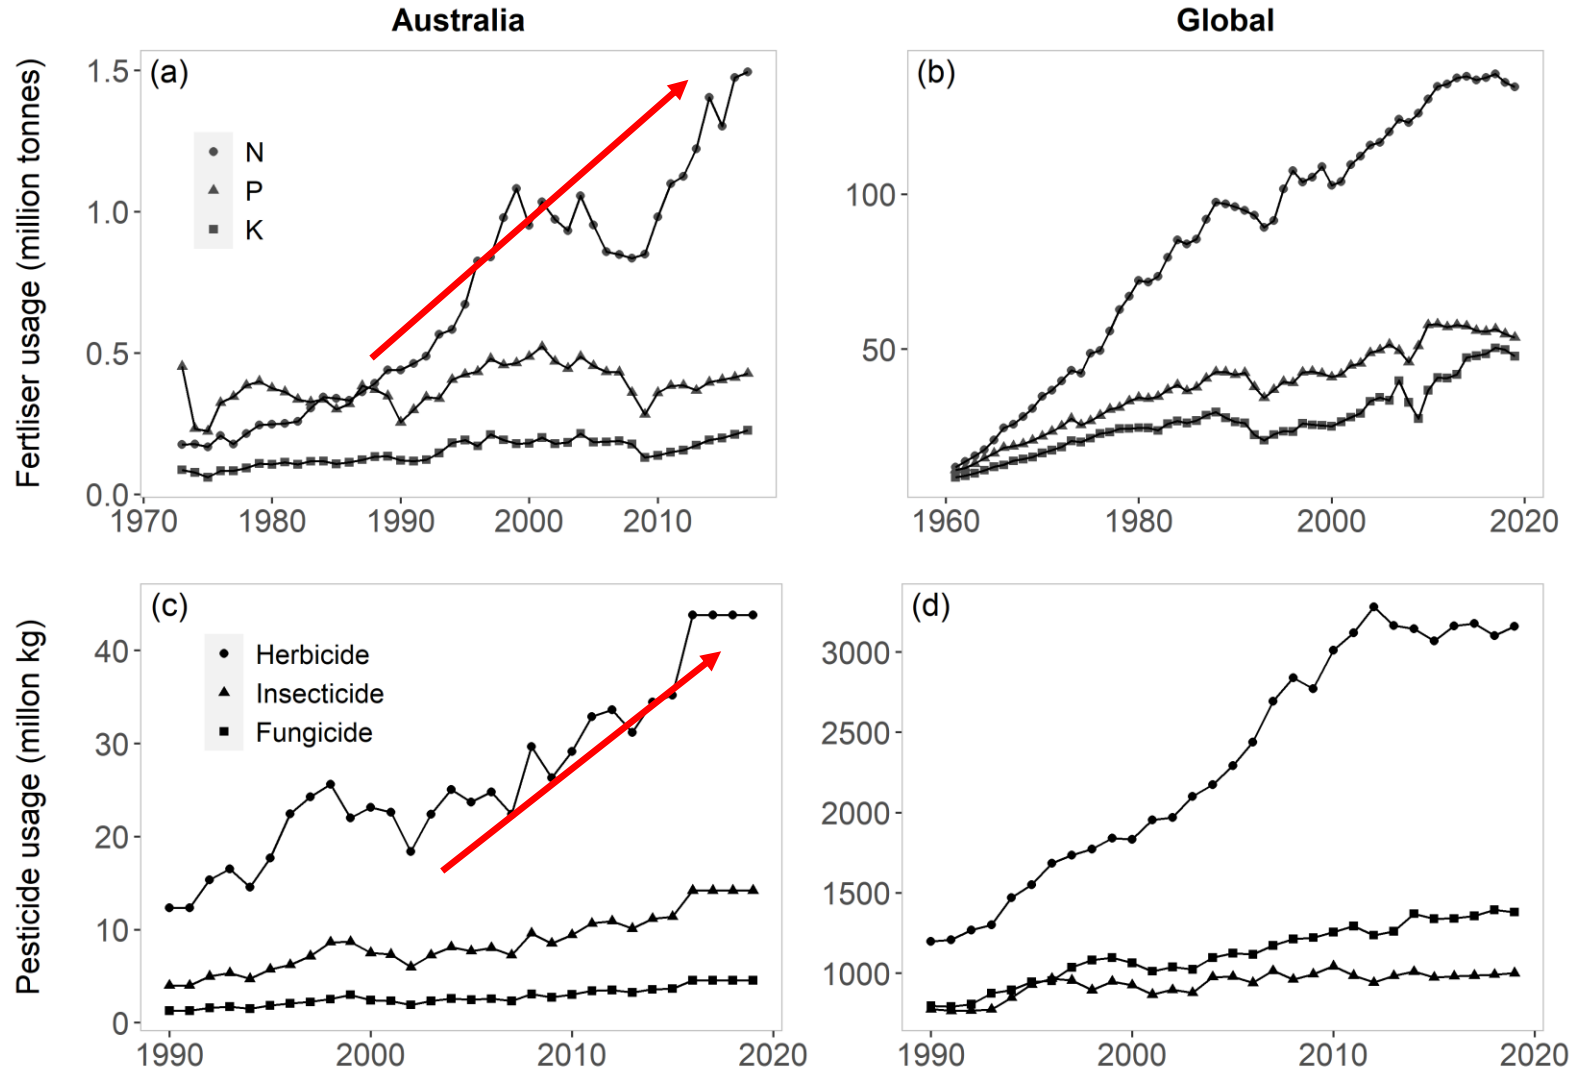 Australia
Global
Fertiliser usage (million tonnes)
(a)
N
P
K
1.5
1.0
0.5
0.0
1970
1980
1990
2000
2010
(b)
100
50
1960
1980
2000
2020
Pesticide usage (millon kg)
(c)
Herbicide
Insecticide
Fungicide
40
30
20
10
0
1990
2000
2010
2020
(d)
3000
2500
2000
1500
1000
1990
2000
2010
2020